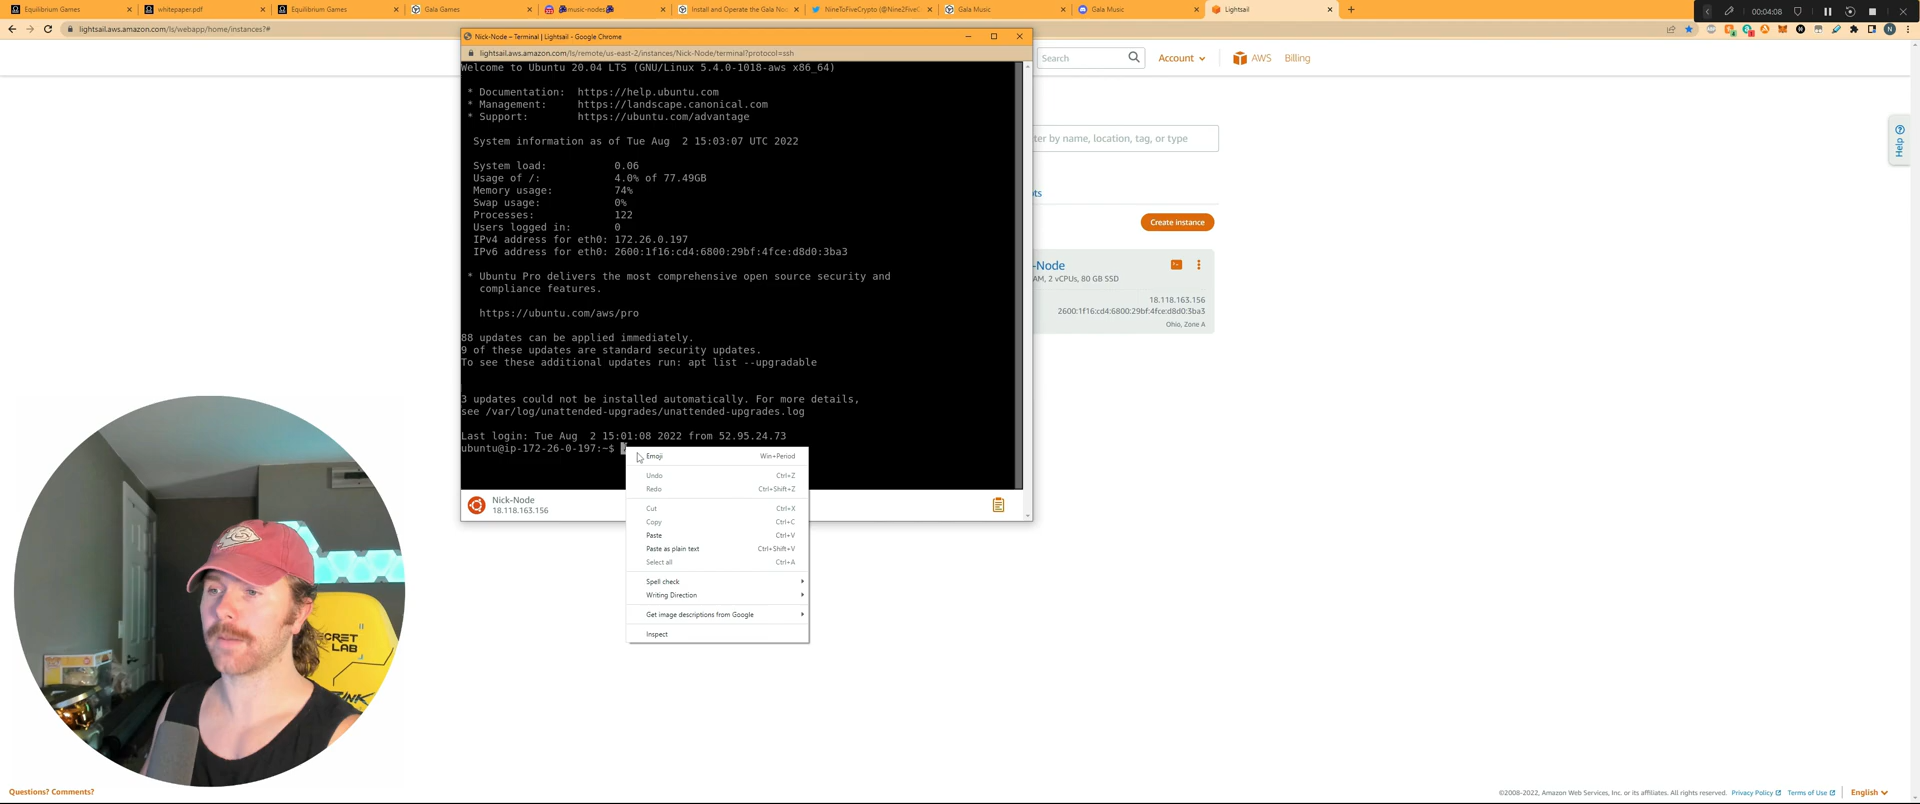 Equilibrium Games
whitepaper.pdf
Equilibrium Games
Gala Games
music-nodes
Install and Operate the Gala No
NineToFiveCrypto (@Nine2FiveC
Gala Music
Gala Music
Lightsail
00:04:08
lightsail.aws.amazon.com/ls/webapp/home/instances?#
Nick-Node – Terminal | Lightsail - Google Chrome
lightsail.aws.amazon.com/ls/remote/us-east-2/instances/Nick-Node/terminal?protocol=ssh
Search
Account
AWS
Billing
Welcome to Ubuntu 20.04 LTS (GNU/Linux 5.4.0-1018-aws x86_64)
* Documentation: https://help.ubuntu.com
* Management: https://landscape.canonical.com
* Support: https://ubuntu.com/advantage
System information as of Tue Aug 2 15:03:07 UTC 2022
System load: 0.06
Usage of /: 4.0% of 77.49GB
Memory usage: 74%
Swap usage: 0%
Processes: 122
Users logged in: 0
IPv4 address for eth0: 172.26.0.197
IPv6 address for eth0: 2600:1f16:cd4:6800:29bf:4fce:d8d0:3ba3
* Ubuntu Pro delivers the most comprehensive open source security and
compliance features.
https://ubuntu.com/aws/pro
88 updates can be applied immediately.
9 of these updates are standard security updates.
To see these additional updates run: apt list --upgradable
3 updates could not be installed automatically. For more details,
see /var/log/unattended-upgrades/unattended-upgrades.log
Last login: Tue Aug 2 15:01:08 2022 from 52.95.24.73
ubuntu@ip-172-26-0-197:~$
Nick-Node
18.118.163.156
Emoji Win+Period
Undo Ctrl+Z
Redo Ctrl+Shift+Z
Cut Ctrl+X
Copy Ctrl+C
Paste Ctrl+V
Paste as plain text Ctrl+Shift+V
Select all Ctrl+A
Spell check
Writing Direction
Get image descriptions from Google
Inspect
ter by name, location, tag, or type
ots
Create instance
-Node
AM, 2 vCPUs, 80 GB SSD
18.118.163.156
2600:1f16:cd4:6800:29bf:4fce:d8d0:3ba3
Ohio, Zone A
Help
SECRET
LAB
Questions? Comments?
©2008-2022, Amazon Web Services, Inc. or its affiliates. All rights reserved.
Privacy Policy
Terms of Use
English